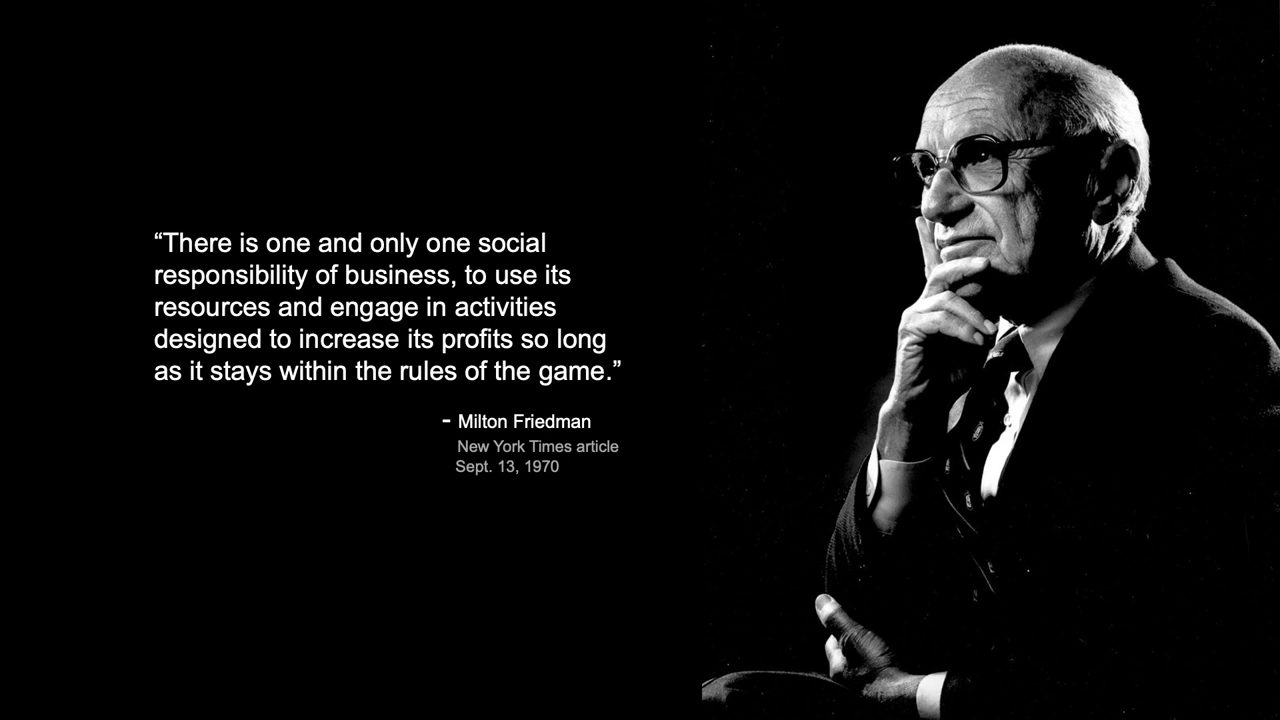 “There is one and only one social
responsibility of business, to use its
resources and engage in activities
designed to increase its profits so long
as it stays within the rules of the game.”
- Milton Friedman
New York Times article
Sept. 13, 1970